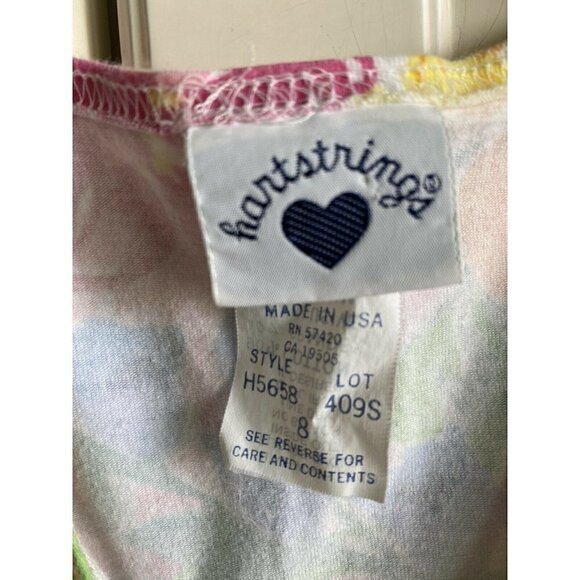 hartstrings®
MADE IN USA
RN 57420
CA 19505
STYLE LOT
H5658 409S
8
SEE REVERSE FOR
CARE AND CONTENTS